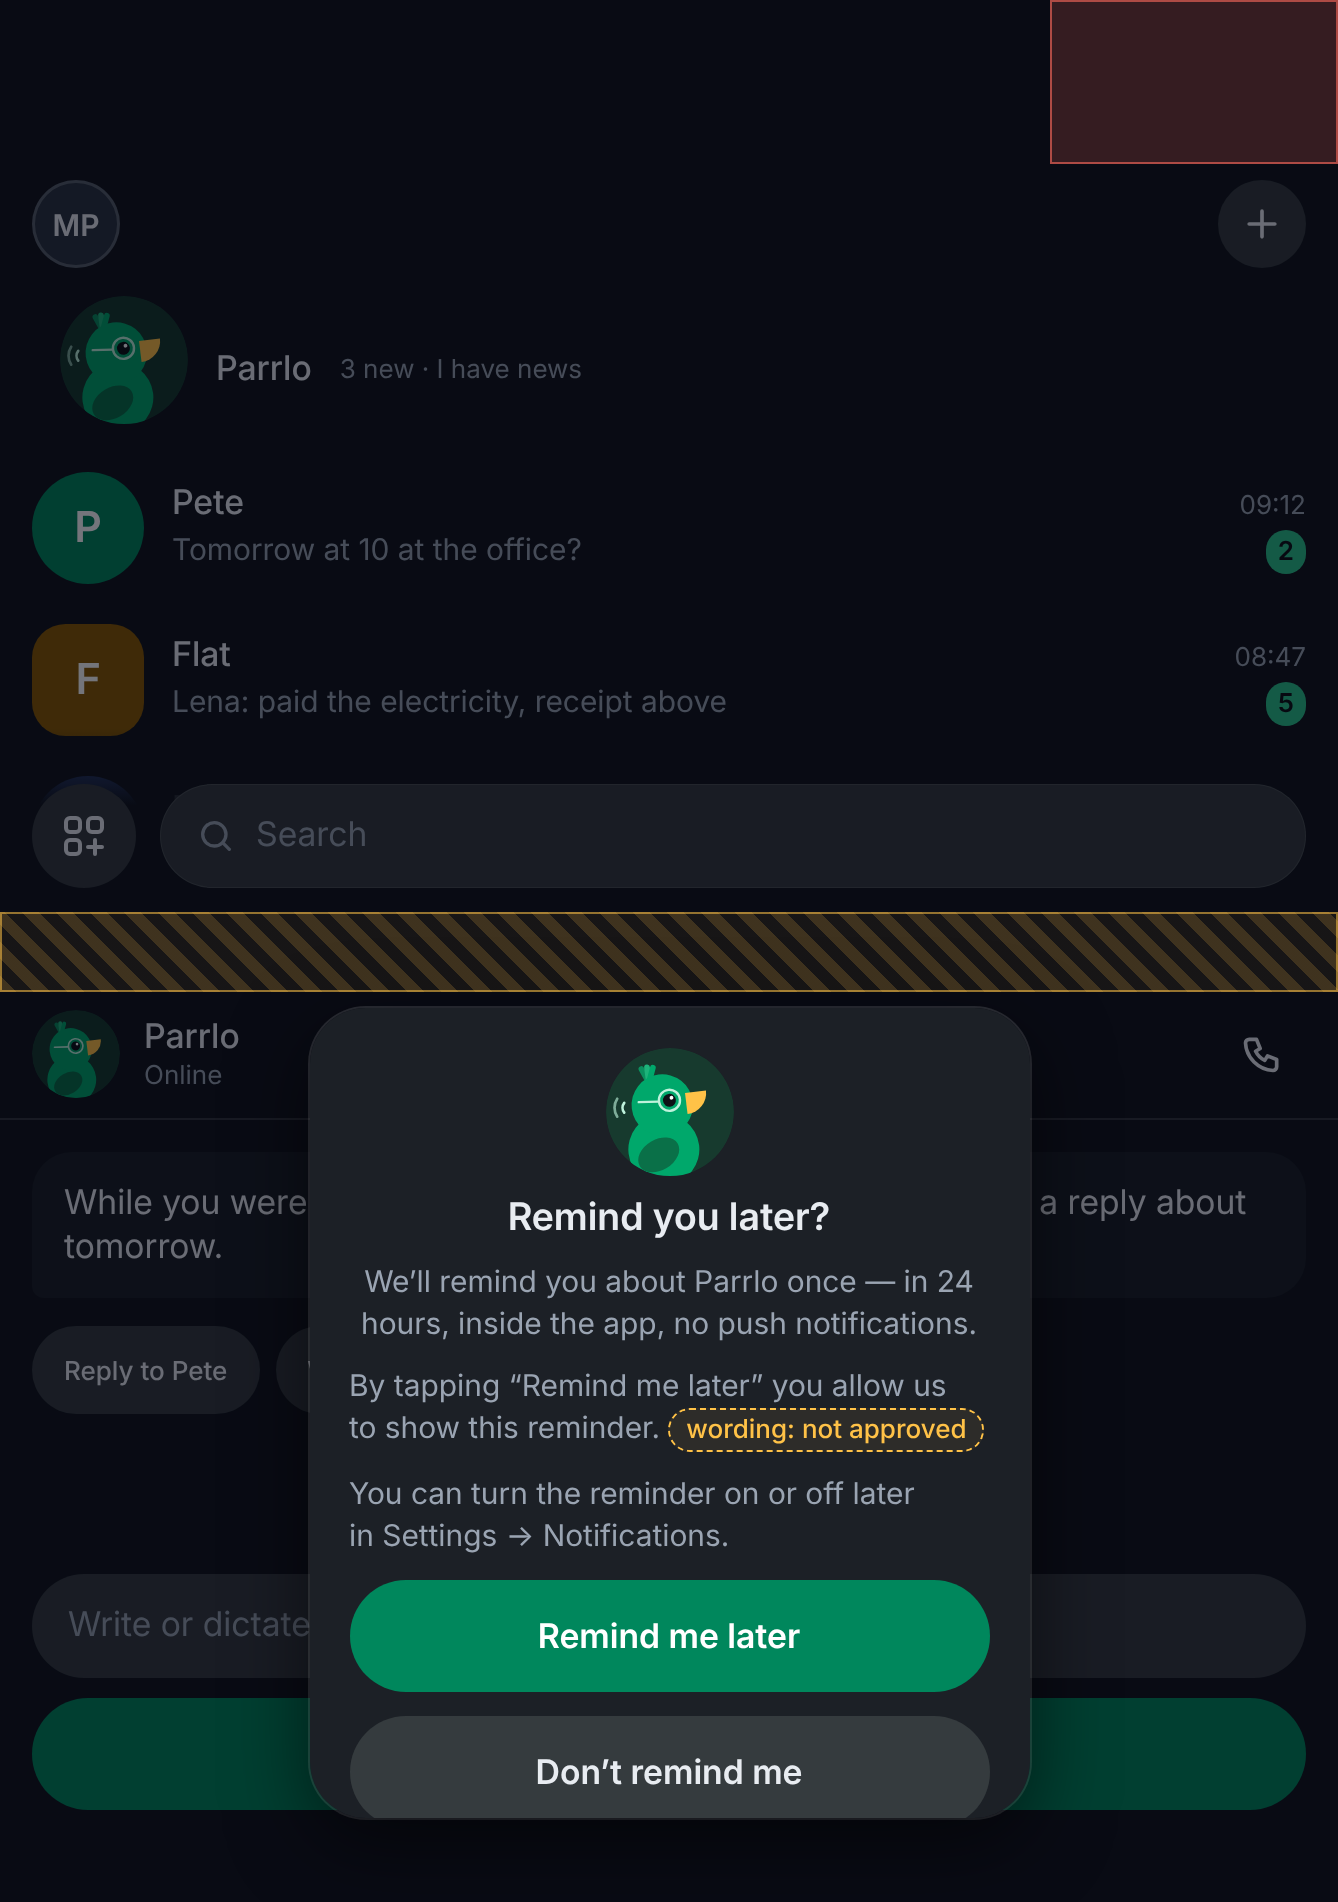 MP
Parrlo 3 new · I have news
Pete
09:12
Tomorrow at 10 at the office?
2
Flat
08:47
Lena: paid the electricity, receipt above
5
Search
Parrlo
Online
While you were
a reply about
tomorrow.
Reply to Pete
Remind you later?
We’ll remind you about Parrlo once — in 24
hours, inside the app, no push notifications.
By tapping “Remind me later” you allow us
to show this reminder. wording: not approved
You can turn the reminder on or off later
in Settings → Notifications.
Write or dictate
Remind me later
Don’t remind me